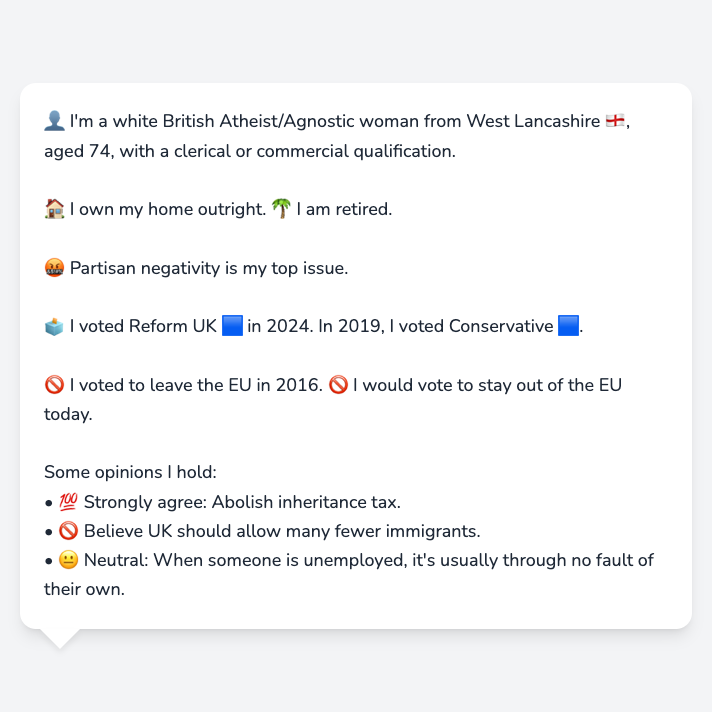 👤 I'm a white British Atheist/Agnostic woman from West Lancashire 🏴󠁧󠁢󠁥󠁮󠁧󠁿,
aged 74, with a clerical or commercial qualification.
🏠 I own my home outright. 🌴 I am retired.
🤬 Partisan negativity is my top issue.
🗳️ I voted Reform UK 🟦 in 2024. In 2019, I voted Conservative 🟦.
🚫 I voted to leave the EU in 2016. 🚫 I would vote to stay out of the EU
today.
Some opinions I hold:
• 💯 Strongly agree: Abolish inheritance tax.
• 🚫 Believe UK should allow many fewer immigrants.
• 😐 Neutral: When someone is unemployed, it's usually through no fault of
their own.